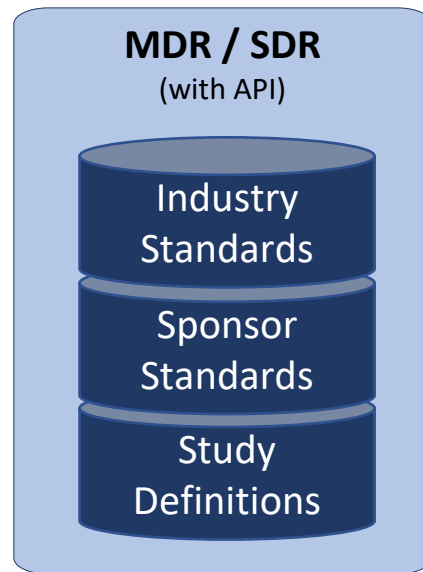 MDR / SDR
(with API)
Industry
Standards
Sponsor
Standards
Study
Definitions